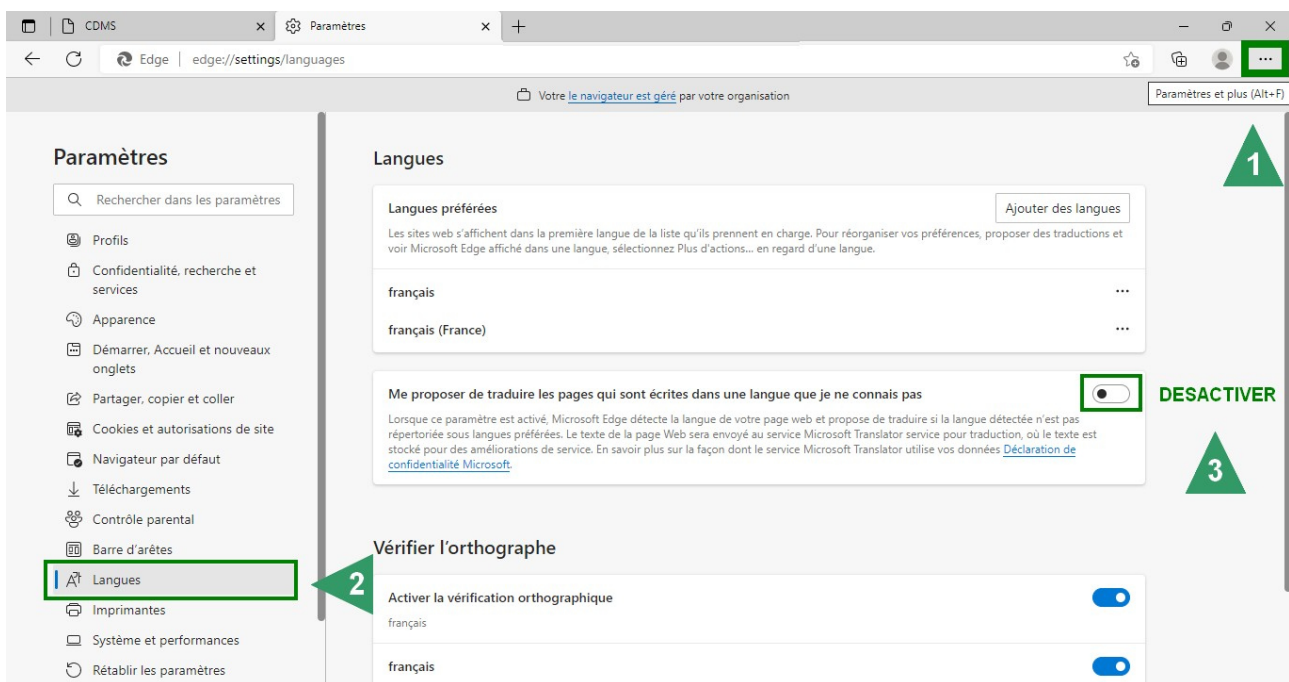 CDMS
Paramètres
Edge | edge://settings/languages
Votre le navigateur est géré par votre organisation
Paramètres et plus (Alt+F)
1
Paramètres
Rechercher dans les paramètres
Profils
Confidentialité, recherche et
services
Apparence
Démarrer, Accueil et nouveaux
onglets
Partager, copier et coller
Cookies et autorisations de site
Navigateur par défaut
Téléchargements
Contrôle parental
Barre d'arêtes
Langues
2
Imprimantes
Système et performances
Rétablir les paramètres
Langues
Langues préférées
Ajouter des langues
Les sites web s'affichent dans la première langue de la liste qu'ils prennent en charge. Pour réorganiser vos préférences, proposer des traductions et
voir Microsoft Edge affiché dans une langue, sélectionnez Plus d'actions... en regard d'une langue.
français
français (France)
Me proposer de traduire les pages qui sont écrites dans une langue que je ne connais pas
DESACTIVER
Lorsque ce paramètre est activé, Microsoft Edge détecte la langue de votre page web et propose de traduire si la langue détectée n'est pas
répertoriée sous langues préférées. Le texte de la page Web sera envoyé au service Microsoft Translator service pour traduction, où le texte est
stocké pour des améliorations de service. En savoir plus sur la façon dont le service Microsoft Translator utilise vos données Déclaration de
confidentialité Microsoft.
3
Vérifier l'orthographe
Activer la vérification orthographique
français
français